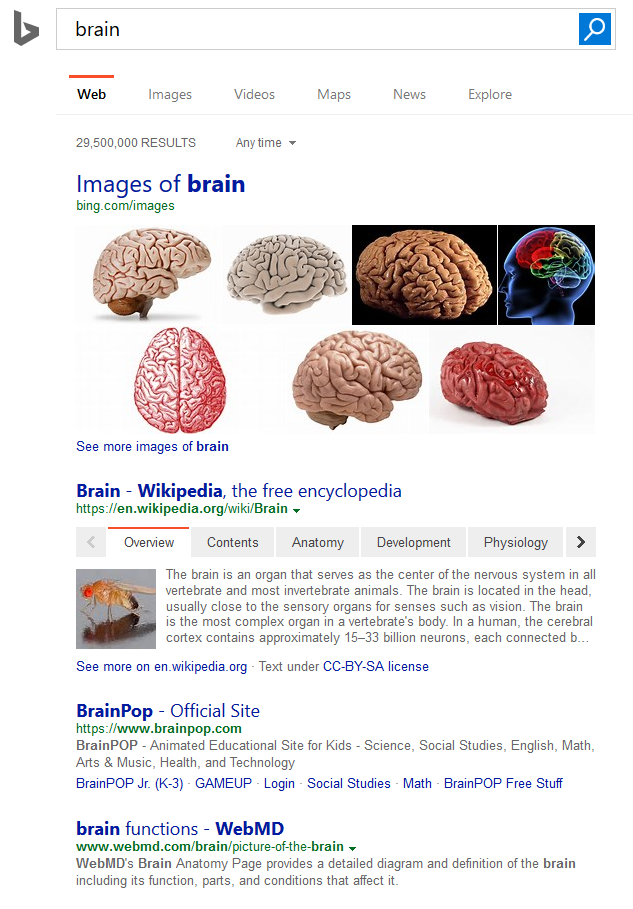 brain
Web Images Videos Maps News Explore
29,500,000 RESULTS Any time
Images of brain
bing.com/images
See more images of brain
Brain - Wikipedia, the free encyclopedia
https://en.wikipedia.org/wiki/Brain
Overview Contents Anatomy Development Physiology
The brain is an organ that serves as the center of the nervous system in all
vertebrate and most invertebrate animals. The brain is located in the head,
usually close to the sensory organs for senses such as vision. The brain
is the most complex organ in a vertebrate's body. In a human, the cerebral
cortex contains approximately 15–33 billion neurons, each connected b...
See more on en.wikipedia.org · Text under CC-BY-SA license
BrainPop - Official Site
https://www.brainpop.com
BrainPOP - Animated Educational Site for Kids - Science, Social Studies, English, Math,
Arts & Music, Health, and Technology
BrainPOP Jr. (K-3) · GAMEUP · Login · Social Studies · Math · BrainPOP Free Stuff
brain functions - WebMD
www.webmd.com/brain/picture-of-the-brain
WebMD's Brain Anatomy Page provides a detailed diagram and definition of the brain
including its function, parts, and conditions that affect it.